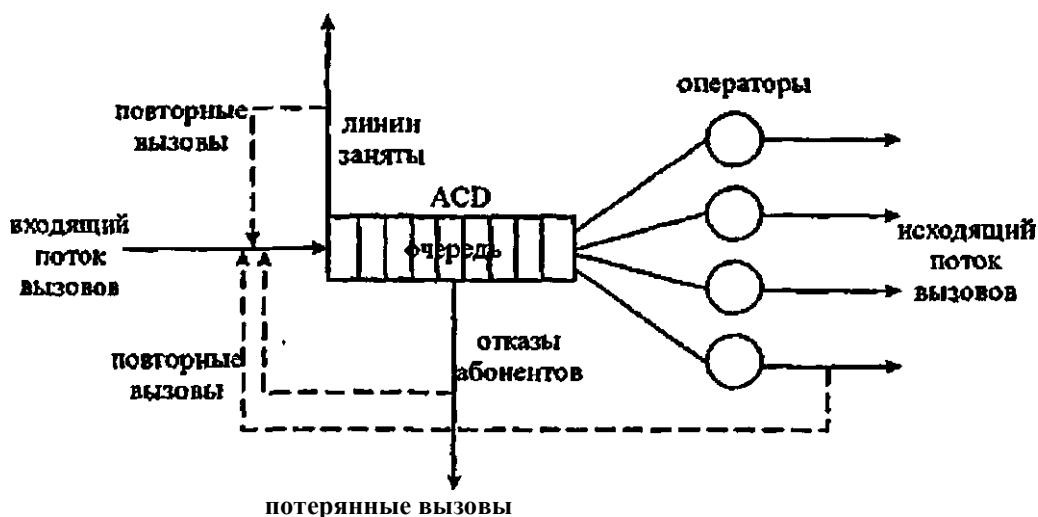 операторы
повторные
вызовы
линии
заняты
ACD
входящий
поток
вызовов
очередь
исходящий
поток
вызовов
повторные
вызовы
отказы
абонентов
потерянные вызовы